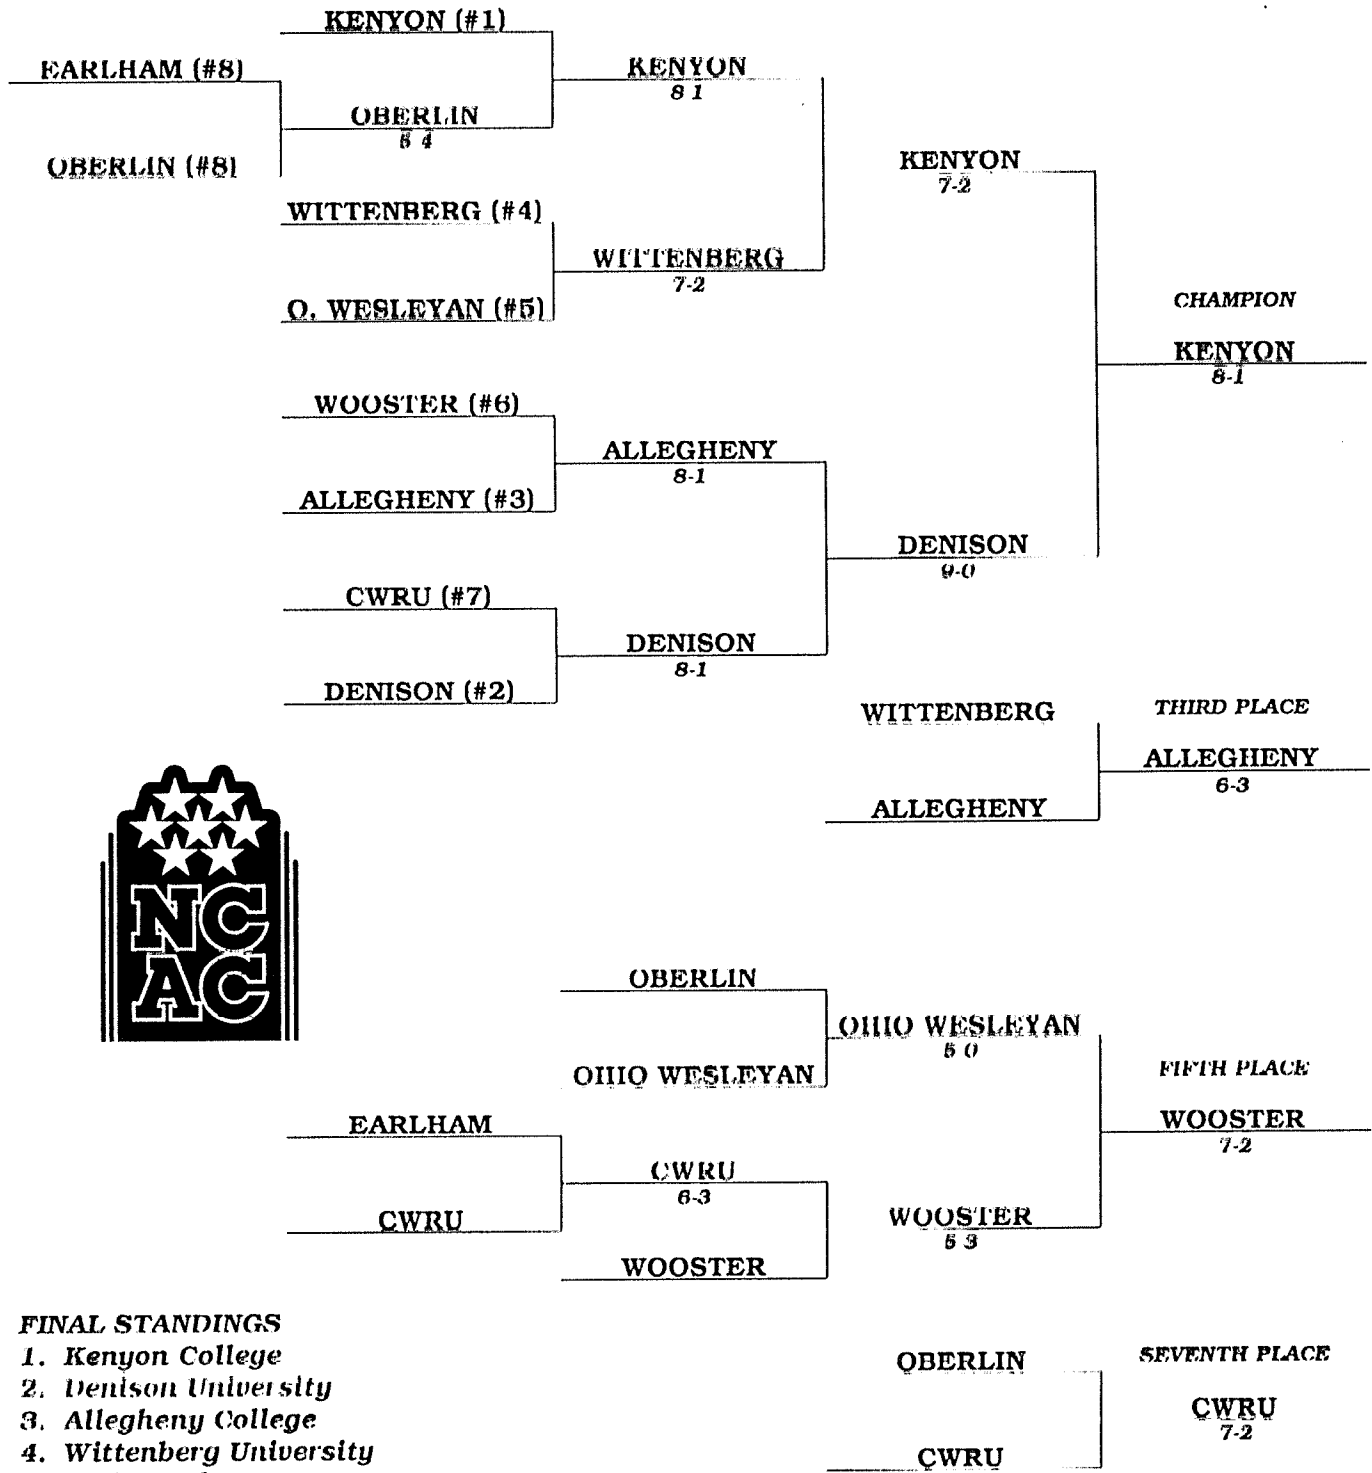 KENYON (#1)
EARLHAM (#8)
KENYON
8 1
OBERLIN
5 4
OBERLIN (#8)
KENYON
7-2
WITTENBERG (#4)
WITTENBERG
7-2
O. WESLEYAN (#5)
CHAMPION
KENYON
8-1
WOOSTER (#6)
ALLEGHENY
8-1
ALLEGHENY (#3)
DENISON
9-0
CWRU (#7)
DENISON
8-1
DENISON (#2)
WITTENBERG
THIRD PLACE
ALLEGHENY
6-3
ALLEGHENY
NC
AC
OBERLIN
OHIO WESLEYAN
5 0
OHIO WESLEYAN
FIFTH PLACE
WOOSTER
7-2
EARLHAM
CWRU
6-3
CWRU
WOOSTER
5 3
WOOSTER
FINAL STANDINGS
1. Kenyon College
2. Denison University
3. Allegheny College
4. Wittenberg University
OBERLIN
SEVENTH PLACE
CWRU
7-2
CWRU